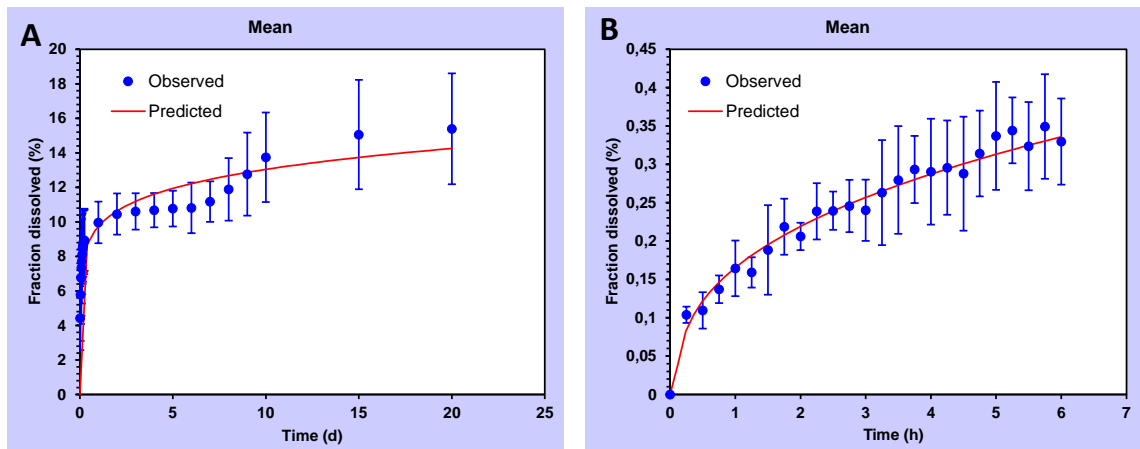 A
Mean
Fraction dissolved (%)
20
18
16
14
12
10
8
6
4
2
0
Observed
Predicted
0 5 10 15 20 25
Time (d)
B
Mean
Fraction dissolved (%)
0,45
0,4
0,35
0,3
0,25
0,2
0,15
0,1
0,05
0
Observed
Predicted
0 1 2 3 4 5 6 7
Time (h)